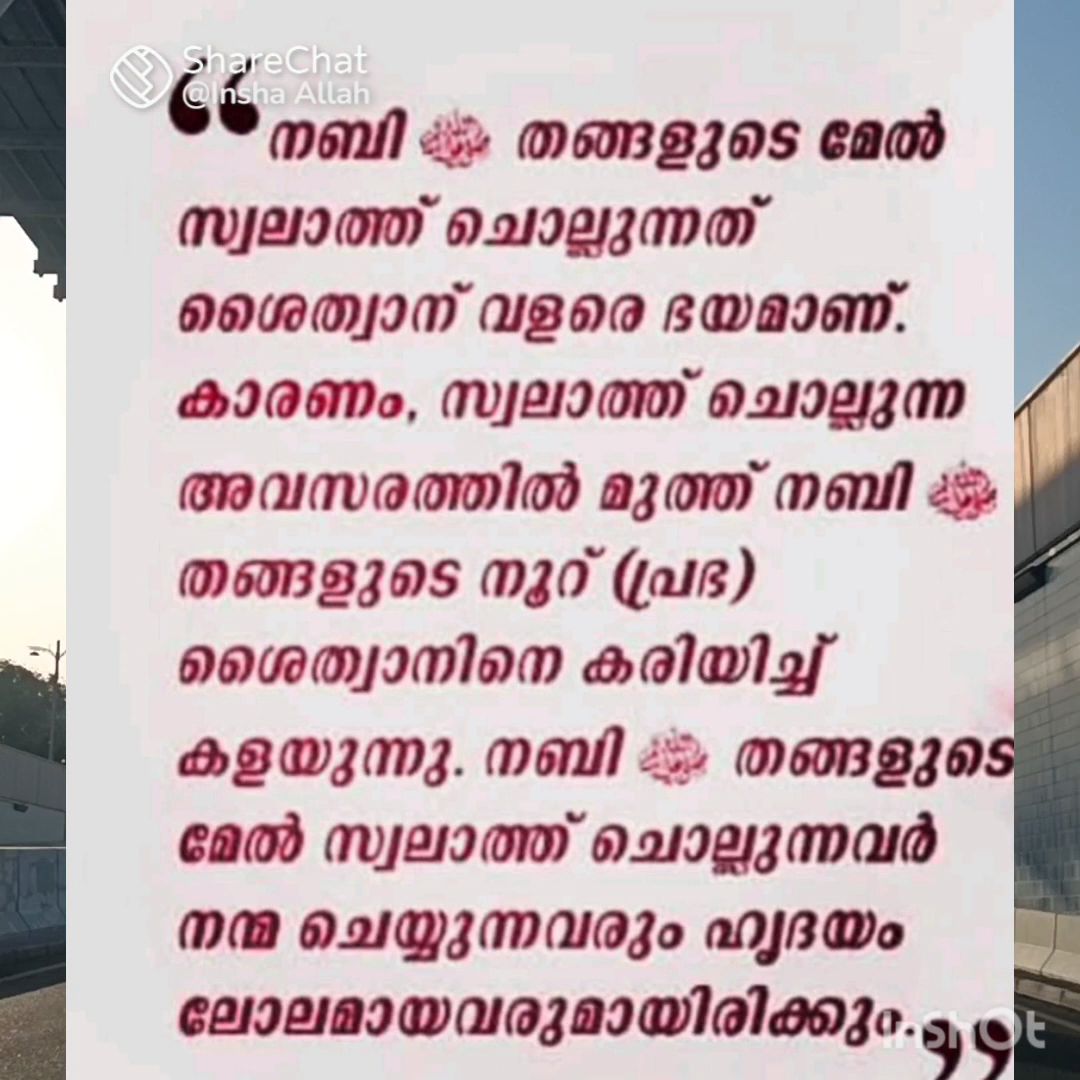 ShareChat
@Insha Allah
“നബി ﷺ തങ്ങളുടെ മേൽ
സ്വലാത്ത് ചൊല്ലുന്നത്
ശൈത്വാന് വളരെ ഭയമാണ്.
കാരണം, സ്വലാത്ത് ചൊല്ലുന്ന
അവസരത്തിൽ മുത്ത് നബി ﷺ
തങ്ങളുടെ നൂറ് (പ്രഭ)
ശൈത്വാനിനെ കരിയിച്ച്
കളയുന്നു. നബി ﷺ തങ്ങളുടെ
മേൽ സ്വലാത്ത് ചൊല്ലുന്നവർ
നന്മ ചെയ്യുന്നവരും ഹൃദയം
ലോലമായവരുമായിരിക്കും.”
InShOt